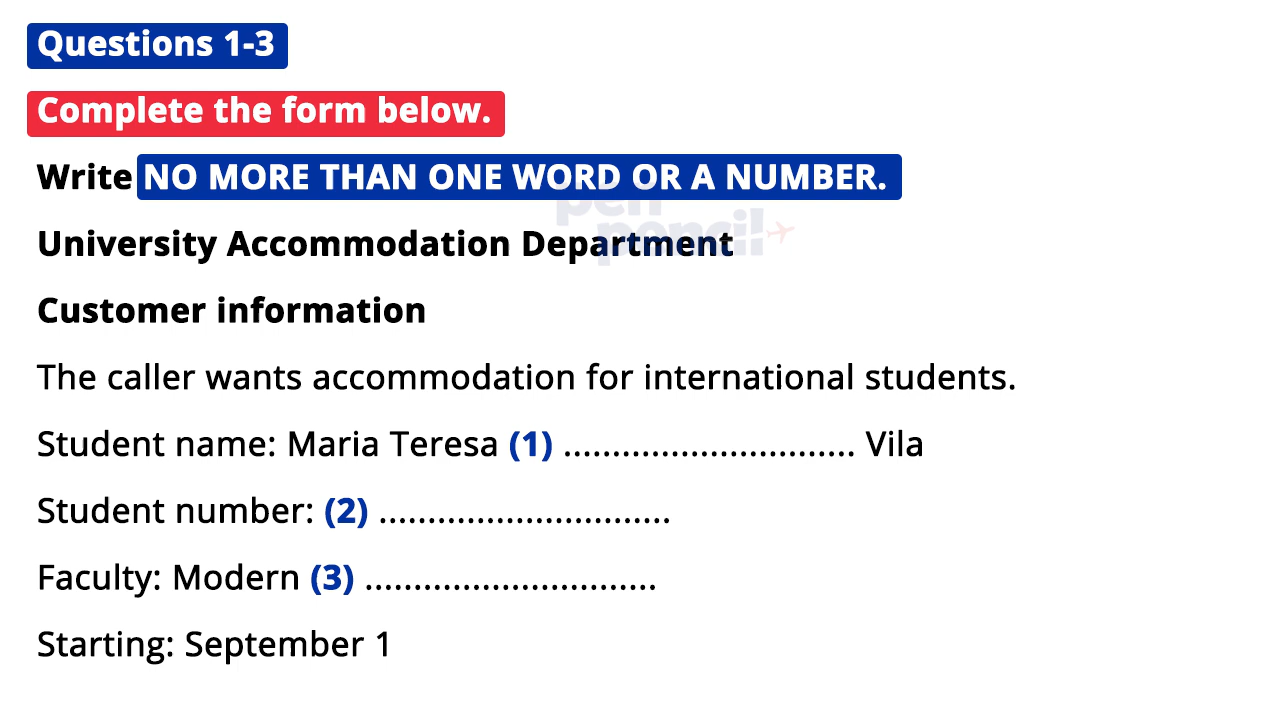 Questions 1-3
Complete the form below.
Write NO MORE THAN ONE WORD OR A NUMBER.
pen
pencil
University Accommodation Department
Customer information
The caller wants accommodation for international students.
Student name: Maria Teresa (1) .............................. Vila
Student number: (2) ..............................
Faculty: Modern (3) ..............................
Starting: September 1